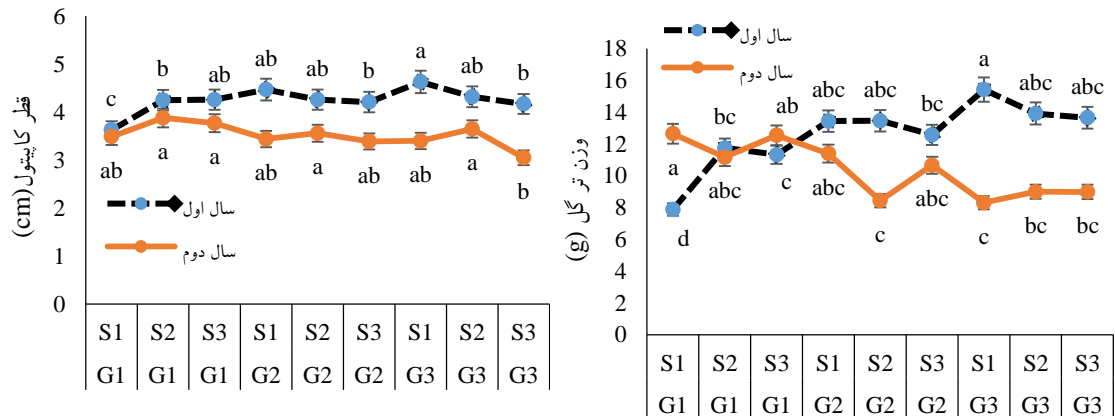 6
5
4
3
2
1
0
قطر کاپیتول(cm)
c b ab ab ab b a ab b
ab a a ab a ab ab a b
سال اول
سال دوم
S1 S2 S3 S1 S2 S3 S1 S2 S3
G1 G1 G1 G2 G2 G2 G3 G3 G3
سال اول
سال دوم
18
16
14
12
10
8
6
4
2
0
وزن تر گل (g)
d bc c abc abc bc a abc abc
a abc ab abc c abc c bc bc
S1 S2 S3 S1 S2 S3 S1 S2 S3
G1 G1 G1 G2 G2 G2 G3 G3 G3